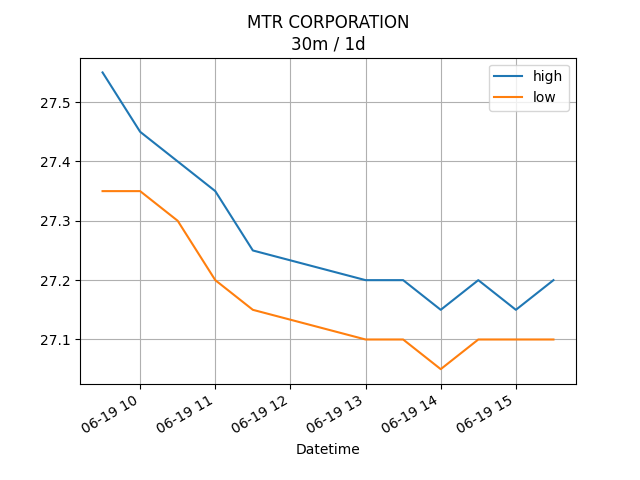 MTR CORPORATION
30m / 1d
high
low
27.5
27.4
27.3
27.2
27.1
06-19 10
06-19 11
06-19 12
06-19 13
06-19 14
06-19 15
Datetime